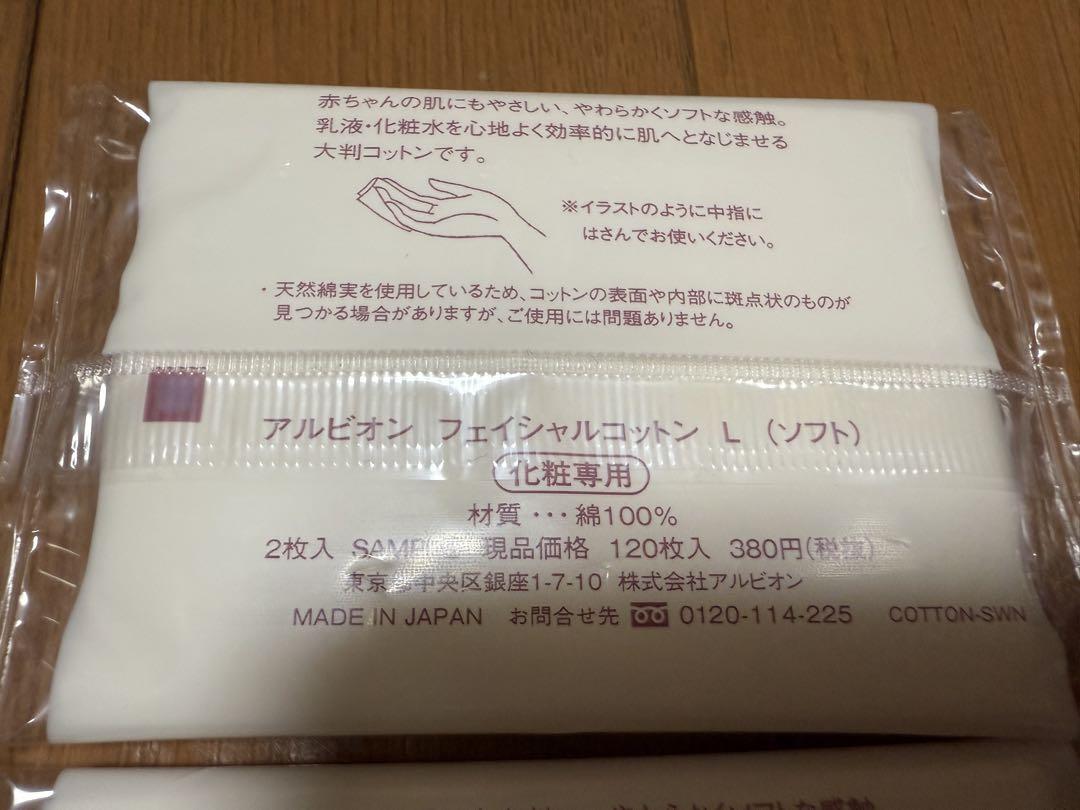 赤ちゃんの肌にもやさしい、やわらかくソフトな感触。
乳液・化粧水を心地よく効率的に肌へとなじませる
大判コットンです。
※イラストのように中指に
はさんでお使いください。
・天然綿実を使用しているため、コットンの表面や内部に斑点状のものが
見つかる場合がありますが、ご使用には問題ありません。
アルビオン フェイシャルコットン L (ソフト)
化粧専用
材質・・・綿100%
2枚入 SAMPLE 現品価格 120枚入 380円(税抜)
東京都中央区銀座1-7-10 株式会社アルビオン
MADE IN JAPAN お問合せ先 0120-114-225 COTTON-SWN